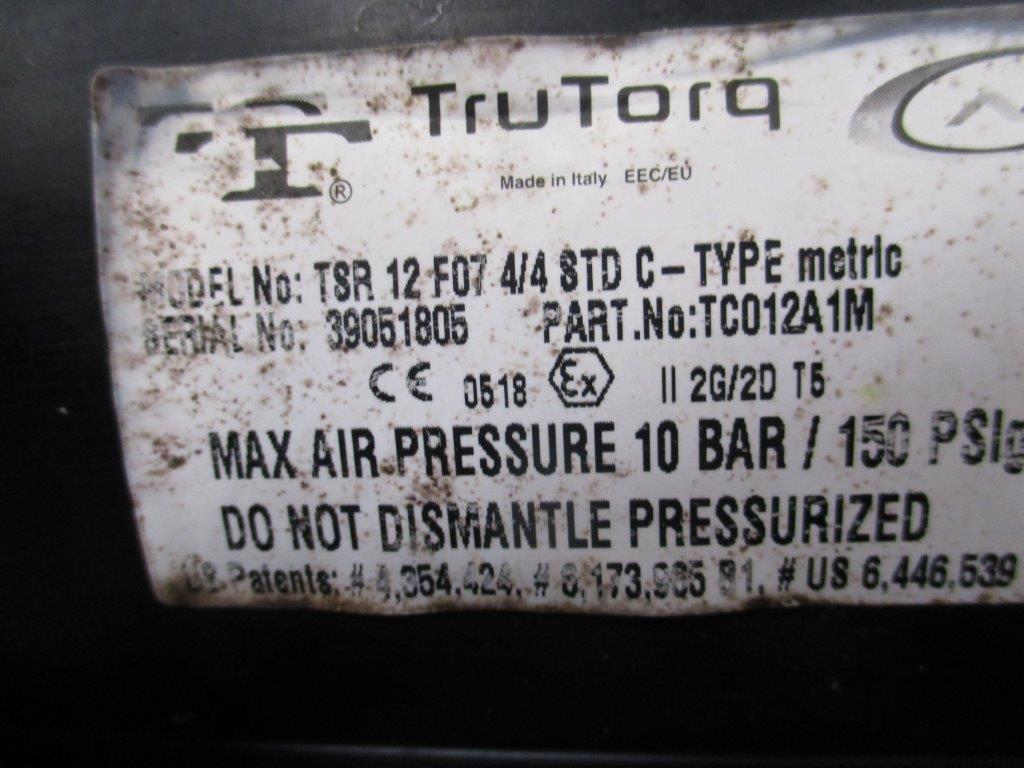 TruTorq
T ®
Made in Italy EEC/EU
MODEL No: TSR 12 F07 4/4 STD C-TYPE metric
SERIAL No: 39051805 PART.No:TC012A1M
CE 0518 Ex II 2G/2D T5
MAX AIR PRESSURE 10 BAR / 150 PSIg
DO NOT DISMANTLE PRESSURIZED
Patents: # 4,354,424, # 6,173,965 B1, # US 6,446,539